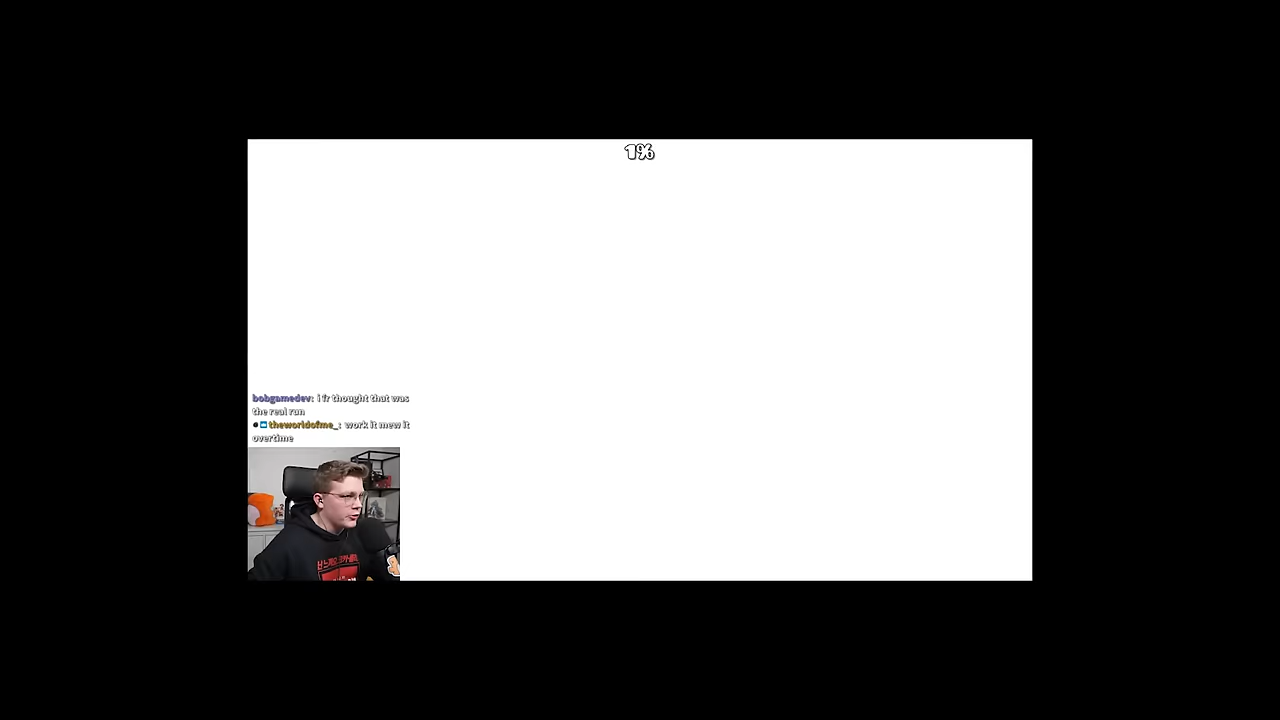 1%
bobgamedev: i fr thought that was
the real run
theworldofme_: work it mew it
overtime